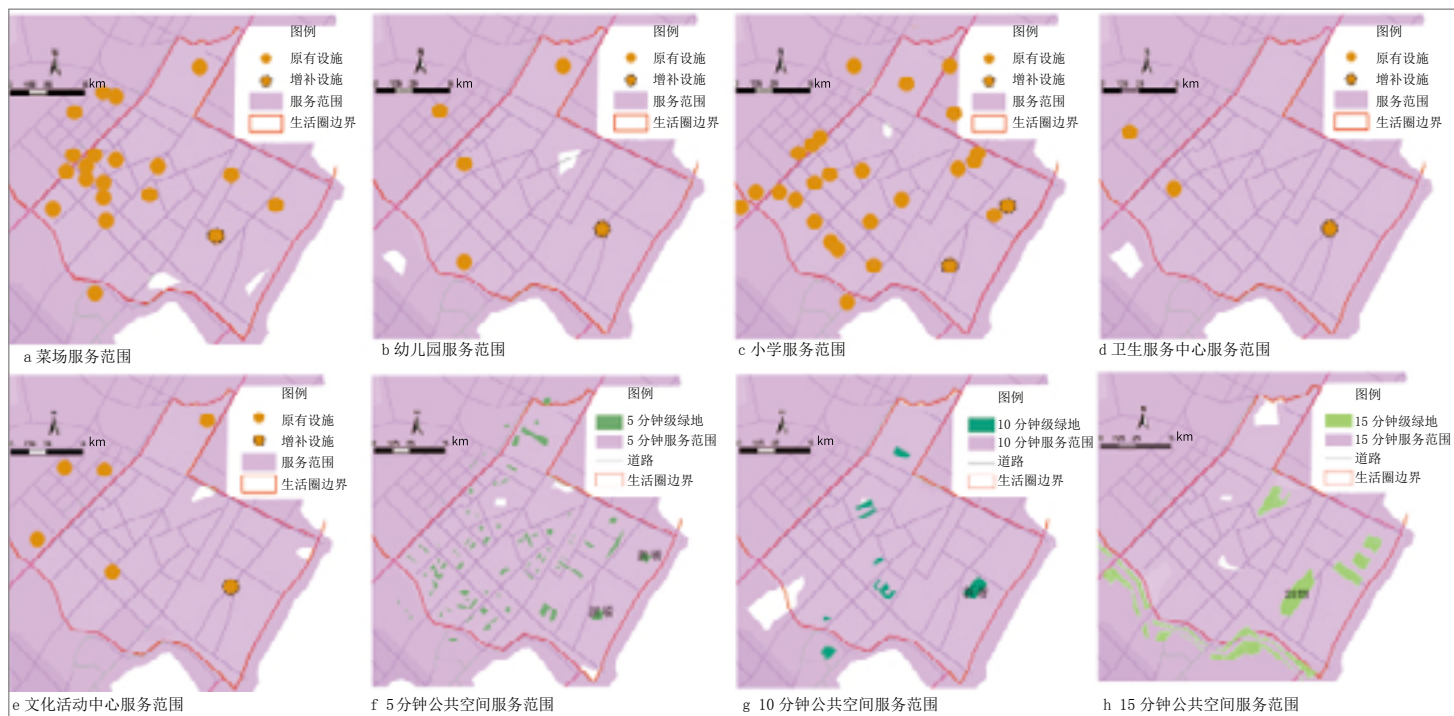 图例
原有设施
增补设施
服务范围
生活圈边界
km
a 菜场服务范围
图例
原有设施
增补设施
服务范围
生活圈边界
km
b 幼儿园服务范围
图例
原有设施
增补设施
服务范围
生活圈边界
km
c 小学服务范围
图例
原有设施
增补设施
服务范围
生活圈边界
km
d 卫生服务中心服务范围
图例
原有设施
增补设施
服务范围
生活圈边界
km
e 文化活动中心服务范围
图例
5 分钟级绿地
5 分钟服务范围
道路
生活圈边界
km
f 5分钟公共空间服务范围
图例
10 分钟级绿地
10 分钟服务范围
道路
生活圈边界
km
g 10 分钟公共空间服务范围
图例
15 分钟级绿地
15 分钟服务范围
道路
生活圈边界
km
h 15 分钟公共空间服务范围